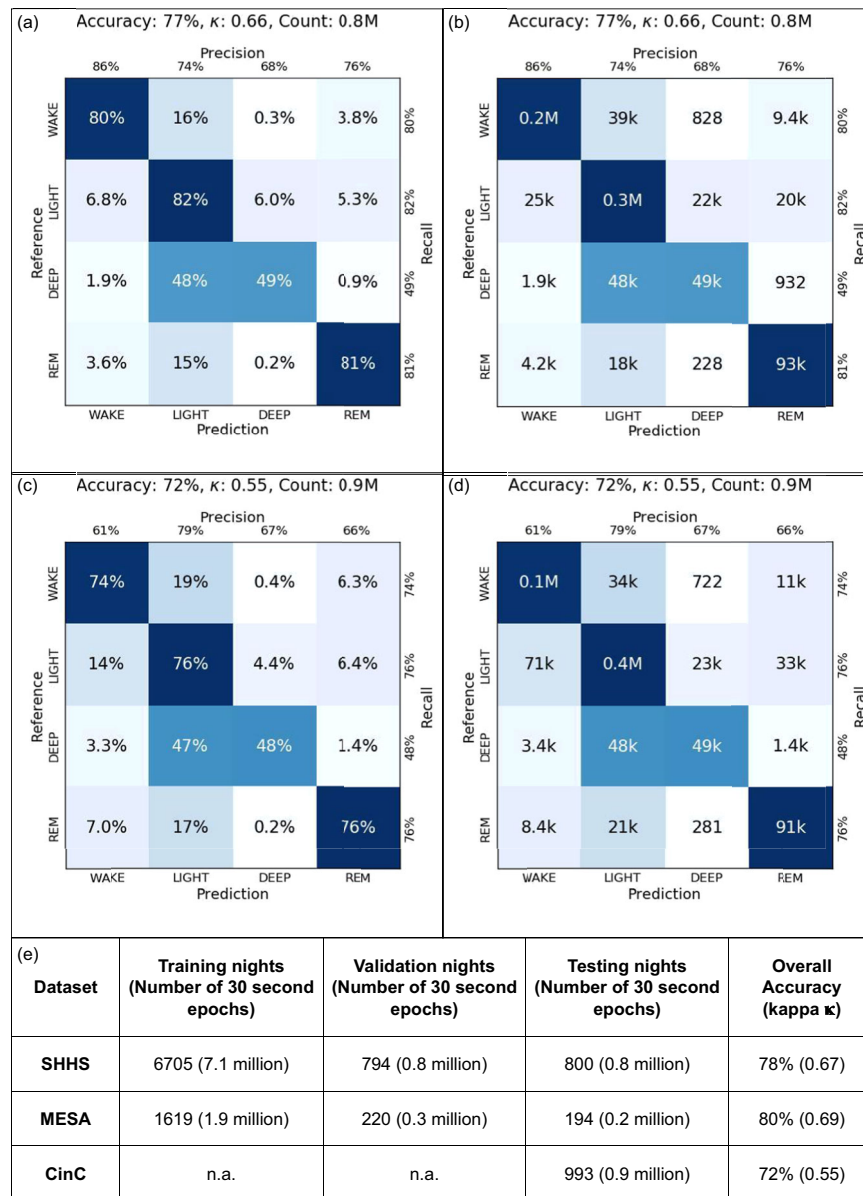 (a) Accuracy: 77%, κ: 0.66, Count: 0.8M
Precision
86% 74% 68% 76%
WAKE 80% 16% 0.3% 3.8% 80%
LIGHT 6.8% 82% 6.0% 5.3% 82%
Reference
Recall
DEEP 1.9% 48% 49% 0.9% 49%
REM 3.6% 15% 0.2% 81% 81%
WAKE LIGHT DEEP REM
Prediction
(b) Accuracy: 77%, κ: 0.66, Count: 0.8M
Precision
86% 74% 68% 76%
WAKE 0.2M 39k 828 9.4k 80%
LIGHT 25k 0.3M 22k 20k 82%
Reference
Recall
DEEP 1.9k 48k 49k 932 49%
REM 4.2k 18k 228 93k 81%
WAKE LIGHT DEEP REM
Prediction
(c) Accuracy: 72%, κ: 0.55, Count: 0.9M
Precision
61% 79% 67% 66%
WAKE 74% 19% 0.4% 6.3% 74%
LIGHT 14% 76% 4.4% 6.4% 76%
Reference
Recall
DEEP 3.3% 47% 48% 1.4% 48%
REM 7.0% 17% 0.2% 76% 76%
WAKE LIGHT DEEP REM
Prediction
(d) Accuracy: 72%, κ: 0.55, Count: 0.9M
Precision
61% 79% 67% 66%
WAKE 0.1M 34k 722 11k 74%
LIGHT 71k 0.4M 23k 33k 76%
Reference
Recall
DEEP 3.4k 48k 49k 1.4k 48%
REM 8.4k 21k 281 91k 76%
WAKE LIGHT DEEP REM
Prediction
(e)
Dataset
Training nights
(Number of 30 second
epochs)
Validation nights
(Number of 30 second
epochs)
Testing nights
(Number of 30 second
epochs)
Overall
Accuracy
(kappa κ)
SHHS 6705 (7.1 million) 794 (0.8 million) 800 (0.8 million) 78% (0.67)
MESA 1619 (1.9 million) 220 (0.3 million) 194 (0.2 million) 80% (0.69)
CinC n.a. n.a. 993 (0.9 million) 72% (0.55)